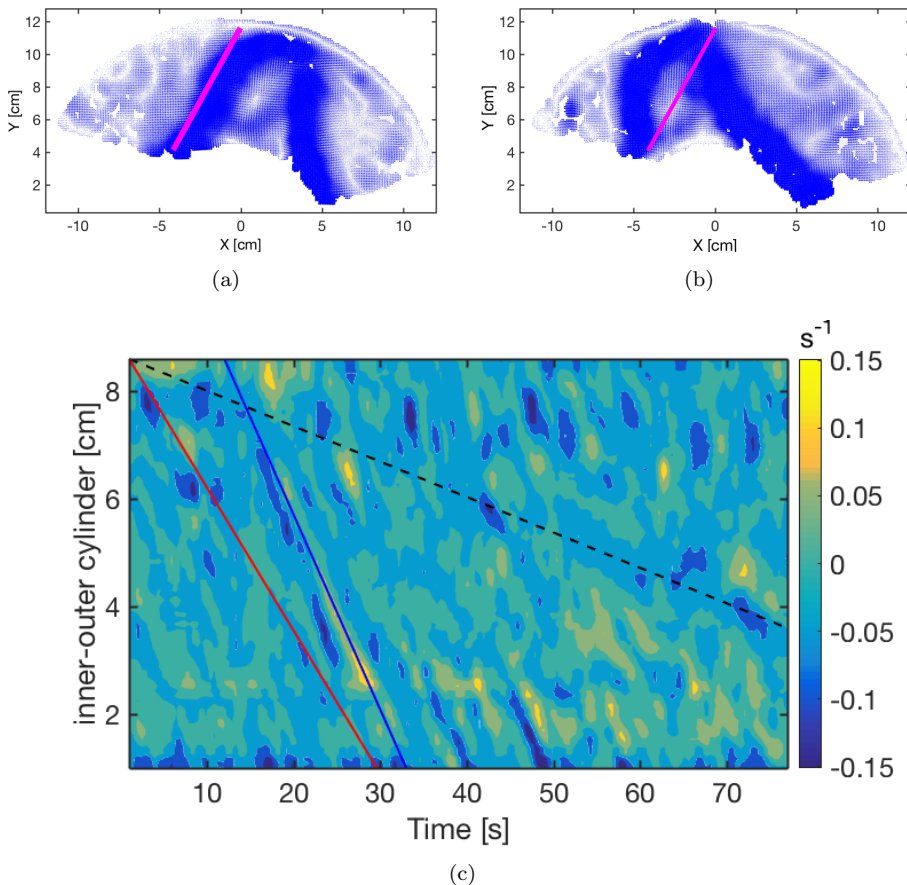 12
10
8
6
4
2
Y [cm]
-10 -5 0 5 10
X [cm]
(a)
12
10
8
6
4
2
Y [cm]
-10 -5 0 5 10
X [cm]
(b)
8
6
4
2
inner-outer cylinder [cm]
10 20 30 40 50 60 70
Time [s]
s⁻¹
0.15
0.1
0.05
0
-0.05
-0.1
-0.15
(c)